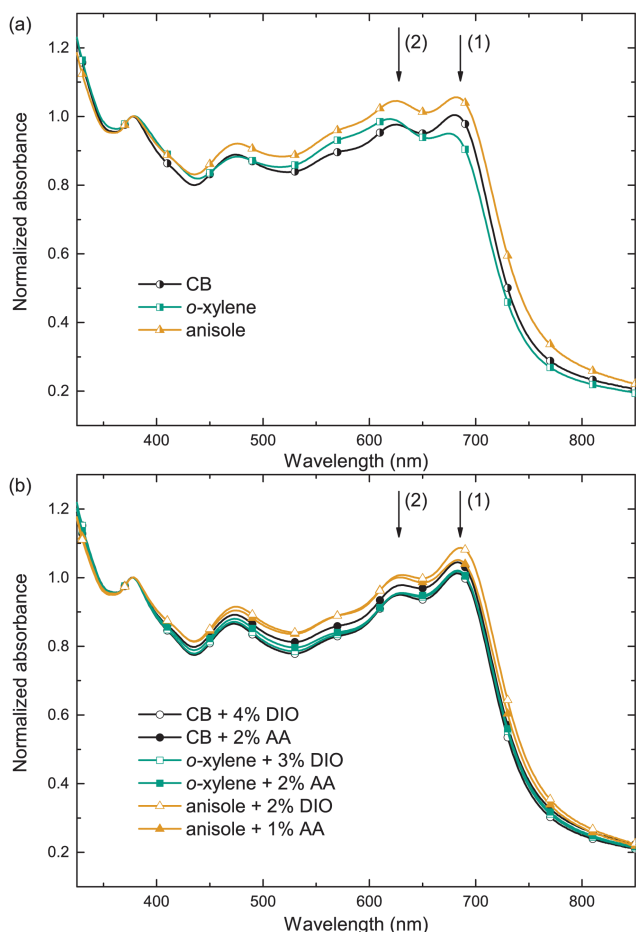 (a)
(2)
(1)
1.2
1.0
0.8
0.6
0.4
0.2
Normalized absorbance
CB
o-xylene
anisole
400
500
600
700
800
Wavelength (nm)
(b)
(2)
(1)
1.2
1.0
0.8
0.6
0.4
0.2
Normalized absorbance
CB + 4% DIO
CB + 2% AA
o-xylene + 3% DIO
o-xylene + 2% AA
anisole + 2% DIO
anisole + 1% AA
400
500
600
700
800
Wavelength (nm)